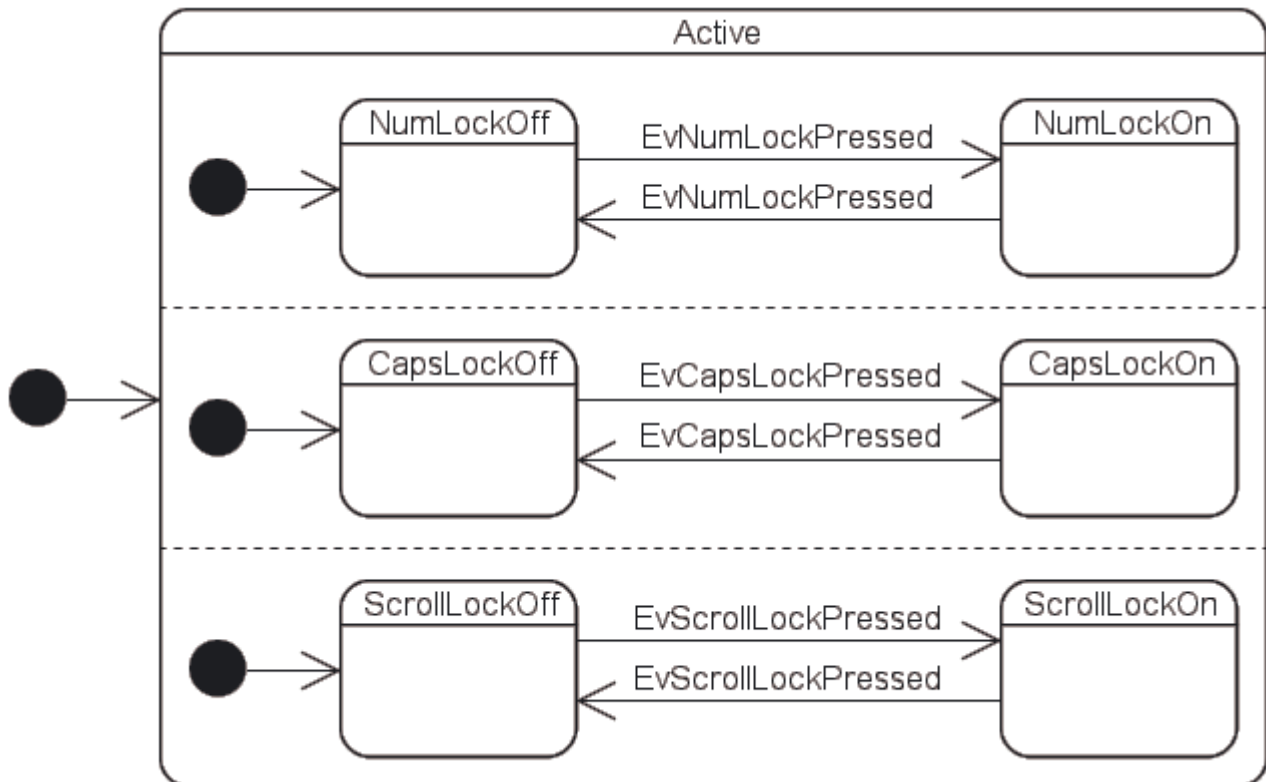 Active
NumLockOff
EvNumLockPressed
NumLockOn
EvNumLockPressed
CapsLockOff
EvCapsLockPressed
CapsLockOn
EvCapsLockPressed
ScrollLockOff
EvScrollLockPressed
ScrollLockOn
EvScrollLockPressed